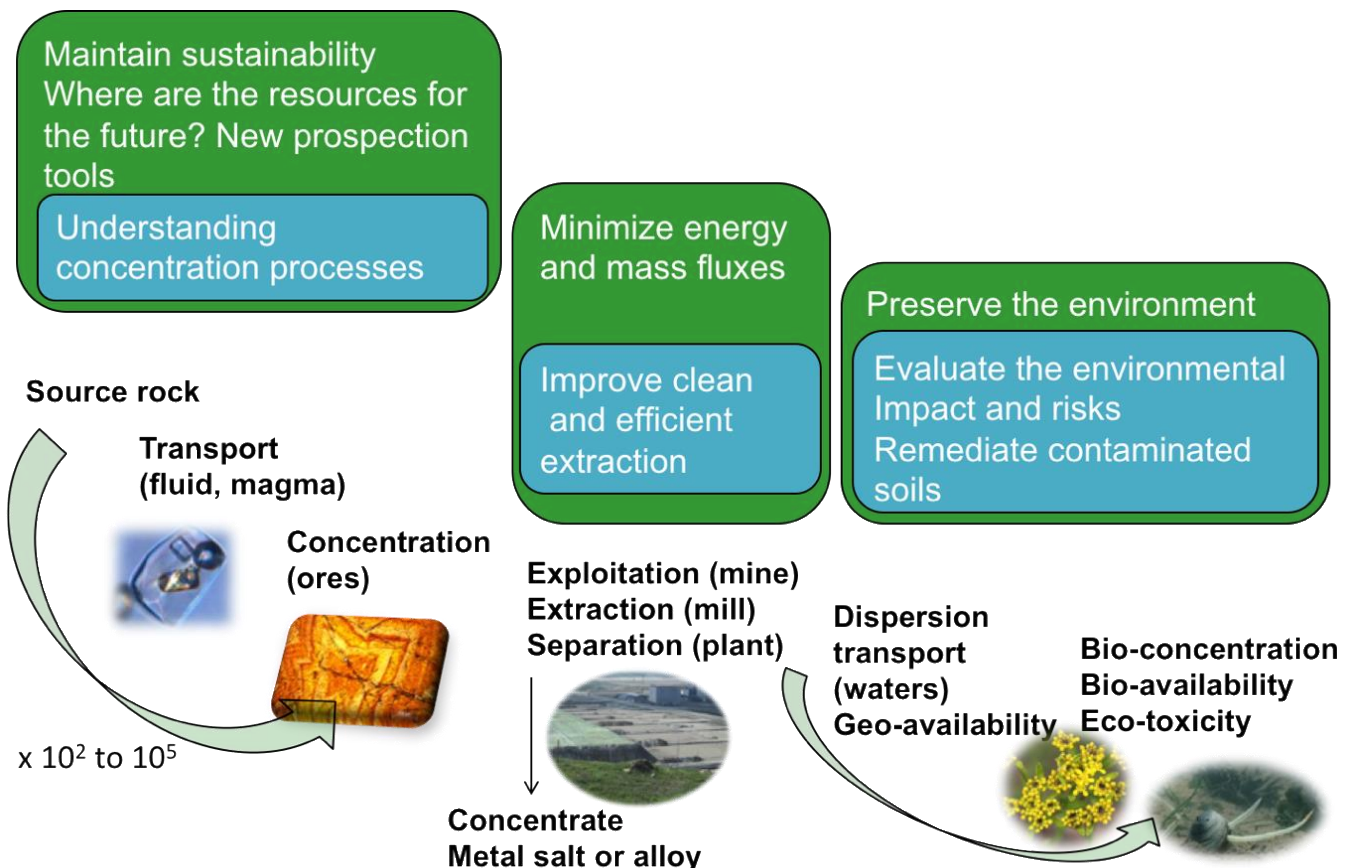 Maintain sustainability
Where are the resources for
the future? New prospection
tools
Understanding
concentration processes
Minimize energy
and mass fluxes
Improve clean
and efficient
extraction
Preserve the environment
Evaluate the environmental
Impact and risks
Remediate contaminated
soils
Source rock
Transport
(fluid, magma)
Concentration
(ores)
x 10² to 10⁵
Exploitation (mine)
Extraction (mill)
Separation (plant)
Concentrate
Metal salt or alloy
Dispersion
transport
(waters)
Geo-availability
Bio-concentration
Bio-availability
Eco-toxicity